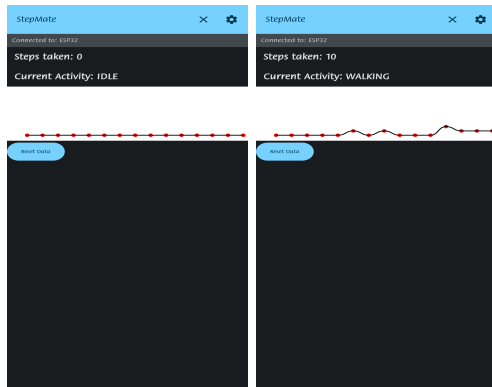 StepMate
Connected to: ESP32
Steps taken: 0
Current Activity: IDLE
Reset Data
StepMate
Connected to: ESP32
Steps taken: 10
Current Activity: WALKING
Reset Data